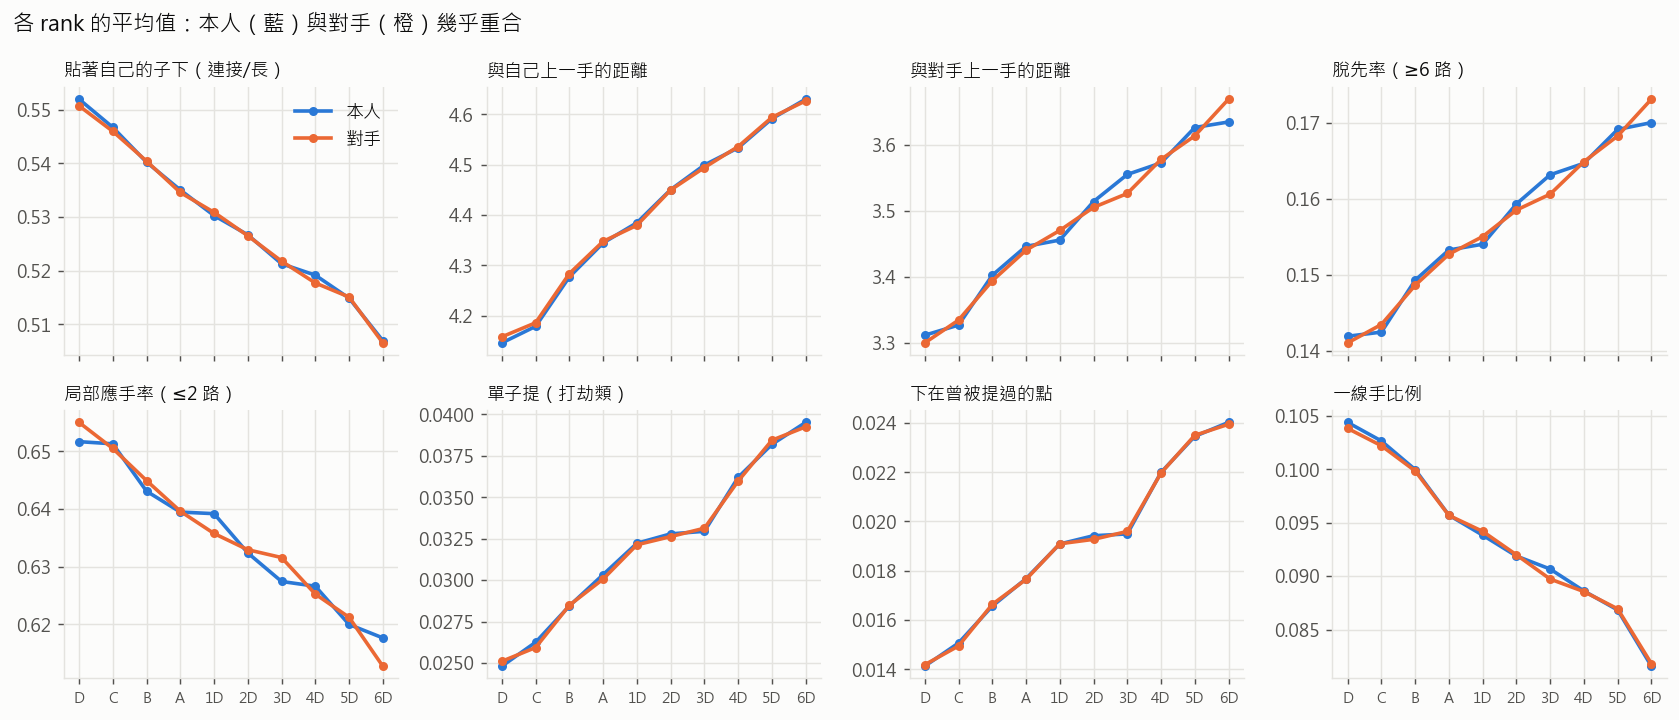 各 rank 的平均值：本人（藍）與對手（橙）幾乎重合
貼著自己的子下（連接/長）
0.55
0.54
0.53
0.52
0.51
本人
對手
與自己上一手的距離
4.6
4.5
4.4
4.3
4.2
與對手上一手的距離
3.6
3.5
3.4
3.3
脫先率（≥6 路）
0.17
0.16
0.15
0.14
局部應手率（≤2 路）
0.65
0.64
0.63
0.62
D C B A 1D 2D 3D 4D 5D 6D
單子提（打劫類）
0.0400
0.0375
0.0350
0.0325
0.0300
0.0275
0.0250
D C B A 1D 2D 3D 4D 5D 6D
下在曾被提過的點
0.024
0.022
0.020
0.018
0.016
0.014
D C B A 1D 2D 3D 4D 5D 6D
一線手比例
0.105
0.100
0.095
0.090
0.085
D C B A 1D 2D 3D 4D 5D 6D